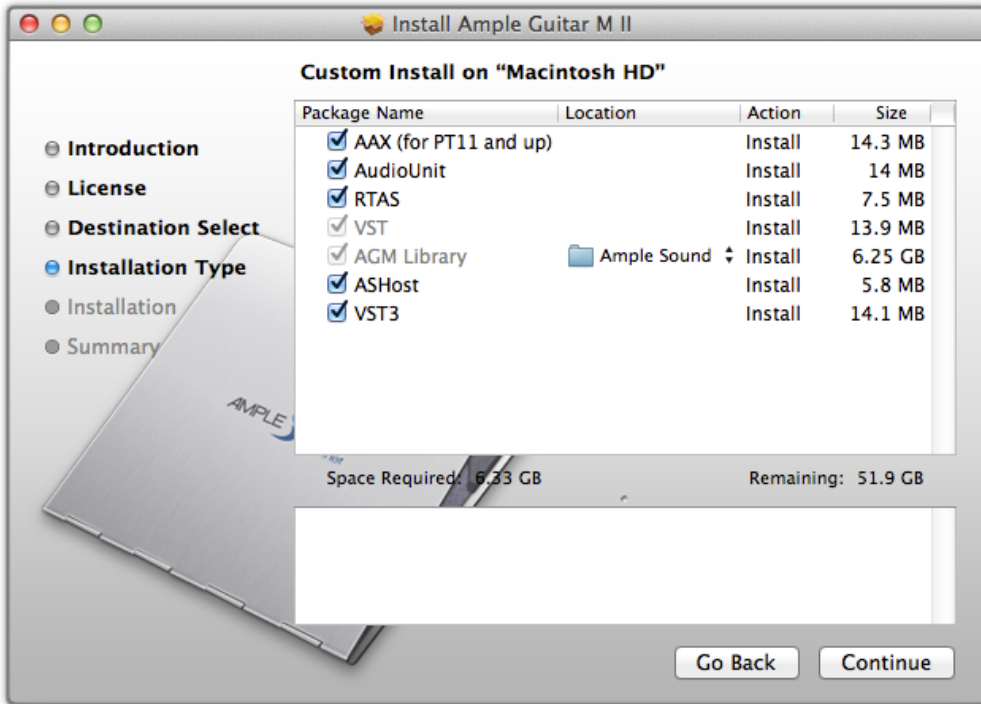 Install Ample Guitar M II
Custom Install on “Macintosh HD”
Introduction
License
Destination Select
Installation Type
Installation
Summary
Package Name Location Action Size
AAX (for PT11 and up) Install 14.3 MB
AudioUnit Install 14 MB
RTAS Install 7.5 MB
VST Install 13.9 MB
AGM Library Ample Sound Install 6.25 GB
ASHost Install 5.8 MB
VST3 Install 14.1 MB
AMPLE
Space Required: 6.33 GB Remaining: 51.9 GB
Go Back Continue